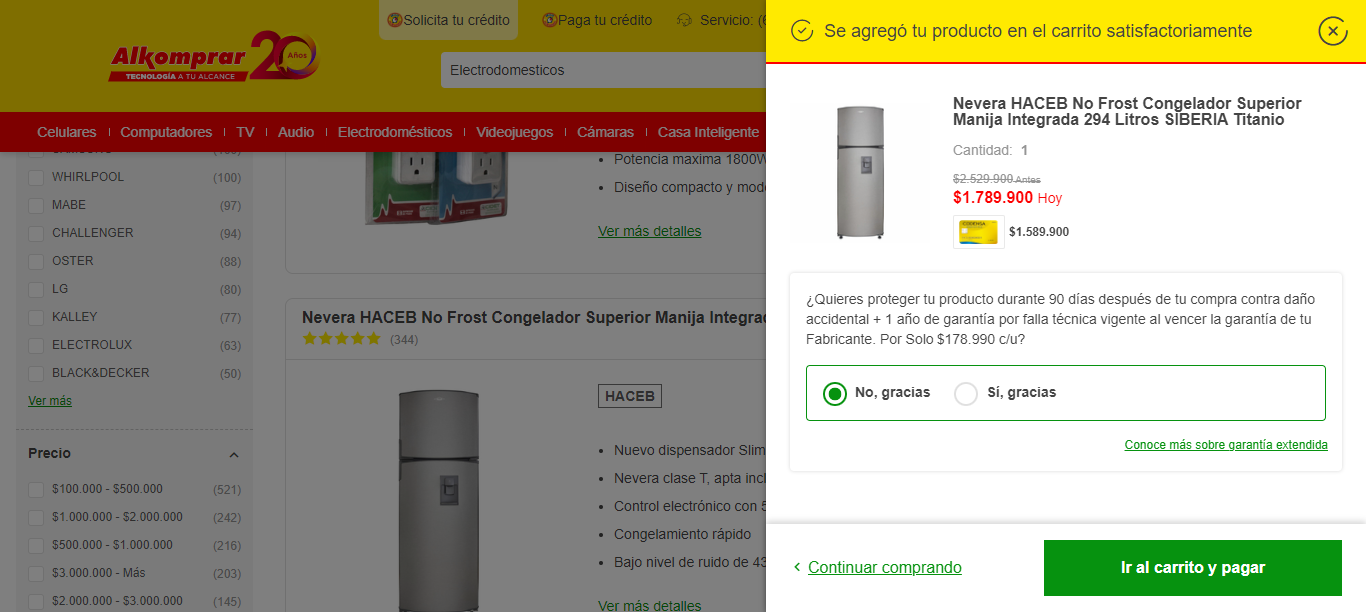 Solicita tu crédito
Paga tu crédito
Servicio: (6
Alkomprar 20 Años
TECNOLOGÍA A TU ALCANCE
Electrodomesticos
Celulares
Computadores
TV
Audio
Electrodomésticos
Videojuegos
Cámaras
Casa Inteligente
SAMSUNG
WHIRLPOOL (100)
MABE (97)
CHALLENGER (94)
OSTER (88)
LG (80)
KALLEY (77)
ELECTROLUX (63)
BLACK&DECKER (50)
Ver más
Precio
$100.000 - $500.000 (521)
$1.000.000 - $2.000.000 (242)
$500.000 - $1.000.000 (216)
$3.000.000 - Más (203)
$2.000.000 - $3.000.000 (145)
• Potencia maxima 1800W
• Diseño compacto y mode
Ver más detalles
Nevera HACEB No Frost Congelador Superior Manija Integrad
(344)
HACEB
• Nuevo dispensador Slim
• Nevera clase T, apta incl
• Control electrónico con 5
• Congelamiento rápido
• Bajo nivel de ruido de 43
Ver más detalles
Se agregó tu producto en el carrito satisfactoriamente
Nevera HACEB No Frost Congelador Superior
Manija Integrada 294 Litros SIBERIA Titanio
Cantidad: 1
$2.529.900 Antes
$1.789.900 Hoy
$1.589.900
¿Quieres proteger tu producto durante 90 días después de tu compra contra daño
accidental + 1 año de garantía por falla técnica vigente al vencer la garantía de tu
Fabricante. Por Solo $178.990 c/u?
No, gracias
Sí, gracias
Conoce más sobre garantía extendida
Continuar comprando
Ir al carrito y pagar